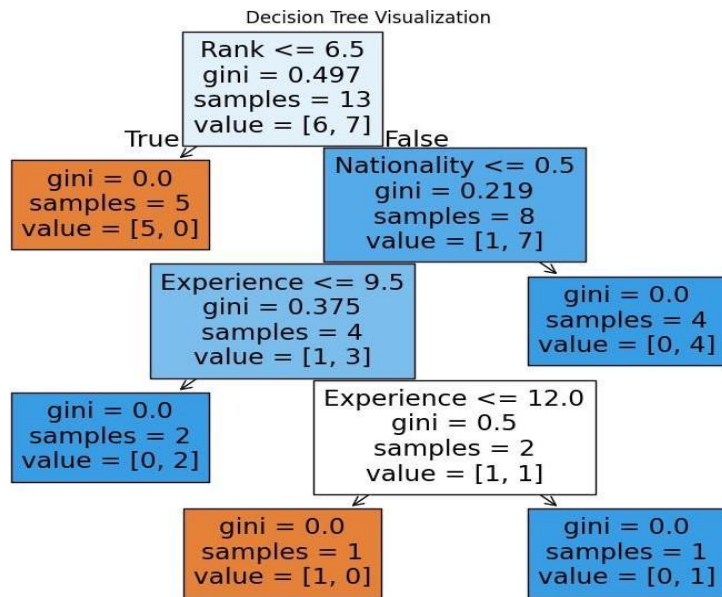 Decision Tree Visualization
Rank <= 6.5
gini = 0.497
samples = 13
value = [6, 7]
True
False
gini = 0.0
samples = 5
value = [5, 0]
Nationality <= 0.5
gini = 0.219
samples = 8
value = [1, 7]
Experience <= 9.5
gini = 0.375
samples = 4
value = [1, 3]
gini = 0.0
samples = 4
value = [0, 4]
gini = 0.0
samples = 2
value = [0, 2]
Experience <= 12.0
gini = 0.5
samples = 2
value = [1, 1]
gini = 0.0
samples = 1
value = [1, 0]
gini = 0.0
samples = 1
value = [0, 1]